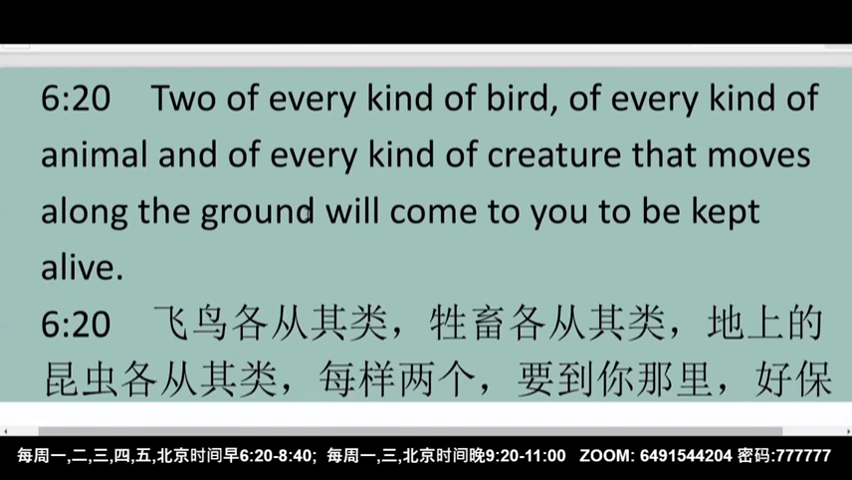 6:20 Two of every kind of bird, of every kind of
animal and of every kind of creature that moves
along the ground will come to you to be kept
alive.
6:20 飞鸟各从其类，牲畜各从其类，地上的
昆虫各从其类，每样两个，要到你那里，好保
每周一,二,三,四,五,北京时间早6:20-8:40; 每周一,三,北京时间晚9:20-11:00 ZOOM: 6491544204 密码:777777